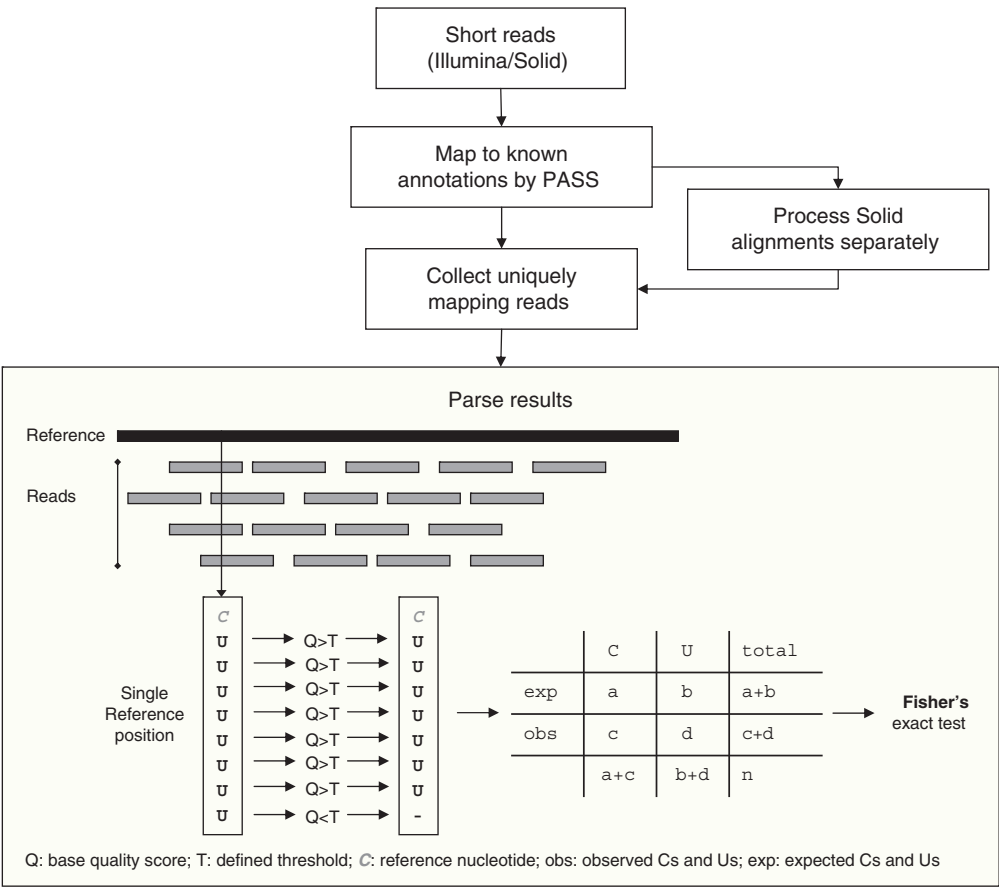 Short reads
(Illumina/Solid)
Map to known
annotations by PASS
Process Solid
alignments separately
Collect uniquely
mapping reads
Parse results
Reference
Reads
Single
Reference
position
C C
U Q>T U
U Q>T U
U Q>T U
U Q>T U
U Q>T U
U Q>T U
U Q>T U
U Q<T -
C U total
exp a b a+b
obs c d c+d
a+c b+d n
Fisher's
exact test
Q: base quality score; T: defined threshold; C: reference nucleotide; obs: observed Cs and Us; exp: expected Cs and Us